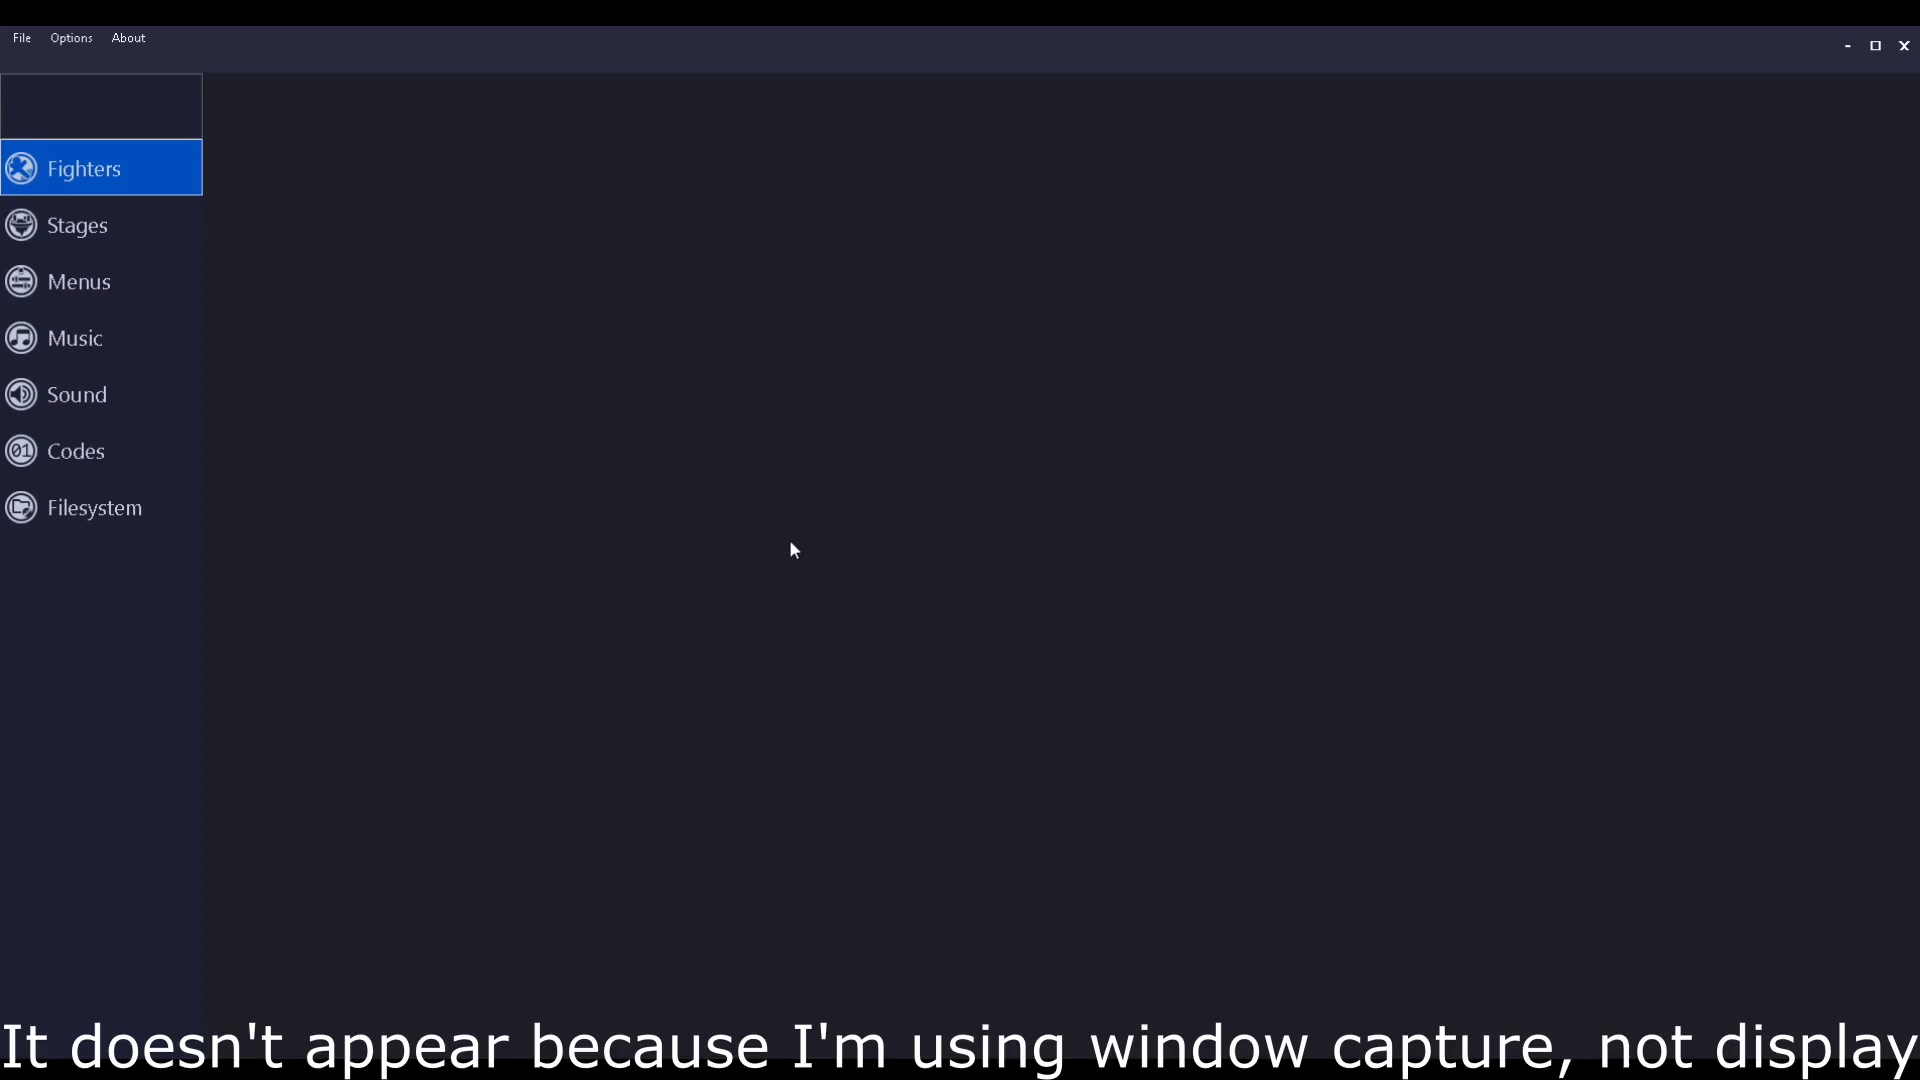 File Options About
Fighters
Stages
Menus
Music
Sound
01 Codes
Filesystem
It doesn't appear because I'm using window capture, not display